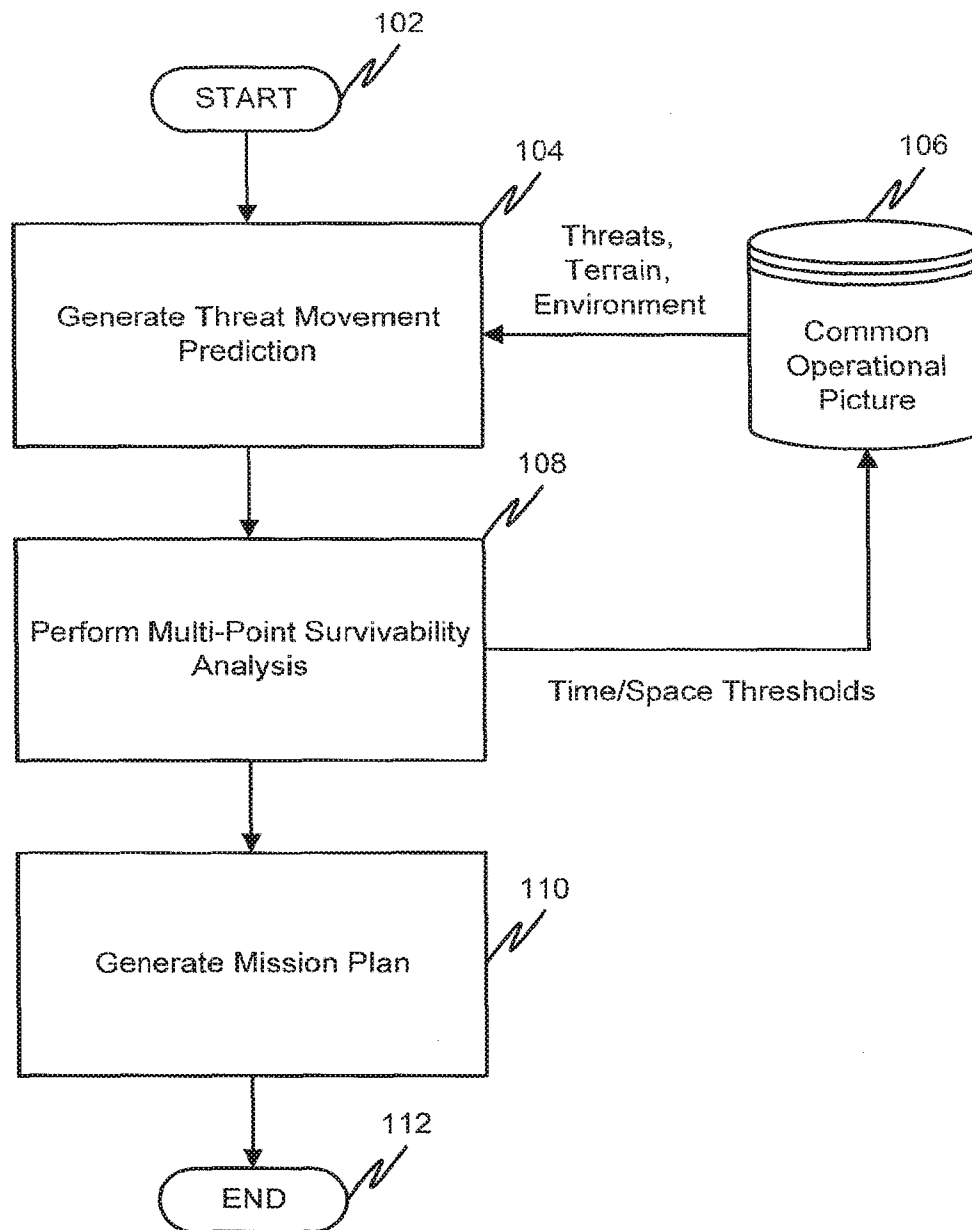 102
START
104
106
Threats,
Terrain,
Environment
Generate Threat Movement
Prediction
Common
Operational
Picture
108
Perform Multi-Point Survivability
Analysis
Time/Space Thresholds
110
Generate Mission Plan
112
END